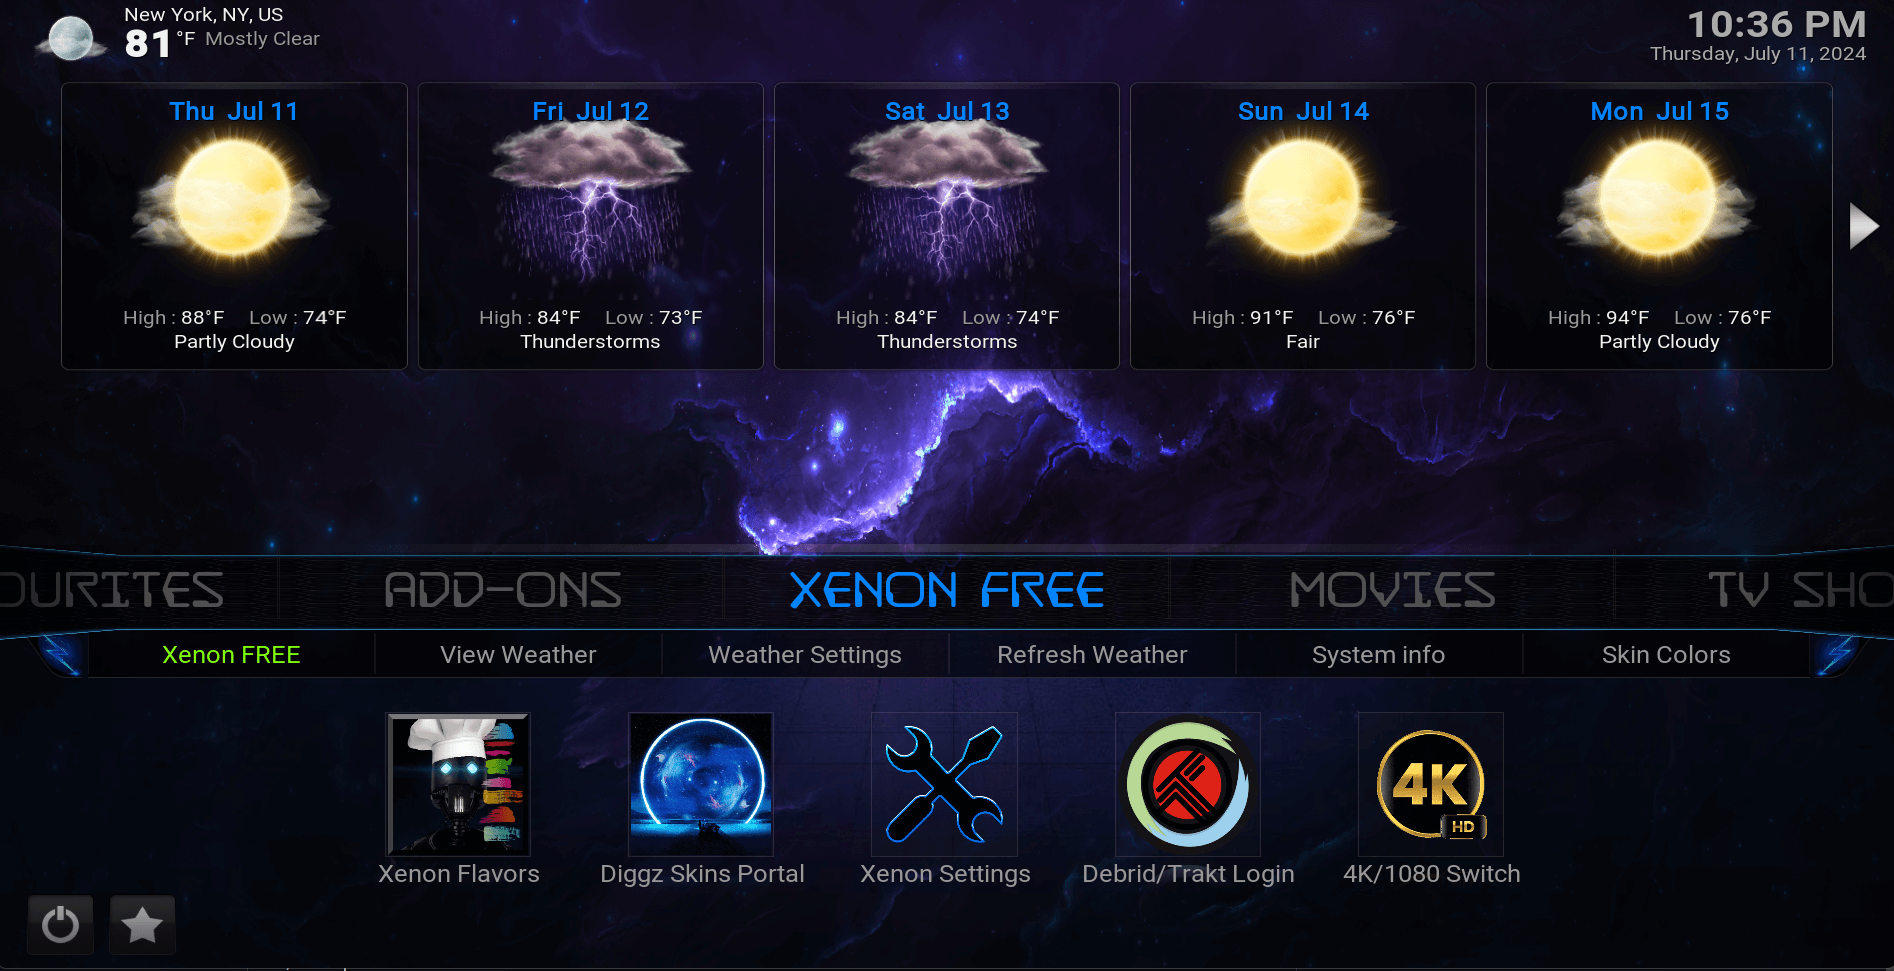 New York, NY, US
81 °F Mostly Clear
10:36 PM
Thursday, July 11, 2024
Thu Jul 11
High : 88°F Low : 74°F
Partly Cloudy
Fri Jul 12
High : 84°F Low : 73°F
Thunderstorms
Sat Jul 13
High : 84°F Low : 74°F
Thunderstorms
Sun Jul 14
High : 91°F Low : 76°F
Fair
Mon Jul 15
High : 94°F Low : 76°F
Partly Cloudy
OURITES ADD-ONS XENON FREE MOVIES TV SHO
Xenon FREE View Weather Weather Settings Refresh Weather System info Skin Colors
4K
HD
Xenon Flavors Diggz Skins Portal Xenon Settings Debrid/Trakt Login 4K/1080 Switch